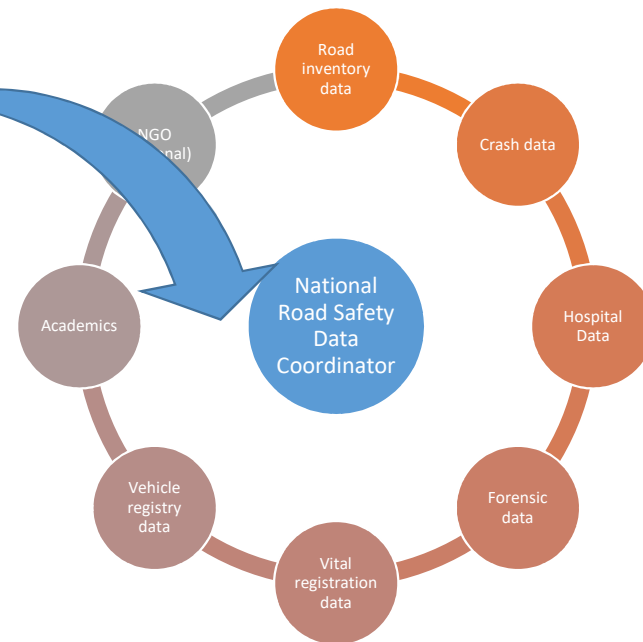 Road
inventory
data
Crash data
Hospital
Data
Forensic
data
Vital
registration
data
Vehicle
registry
data
Academics
NGO
National
Road Safety
Data
Coordinator